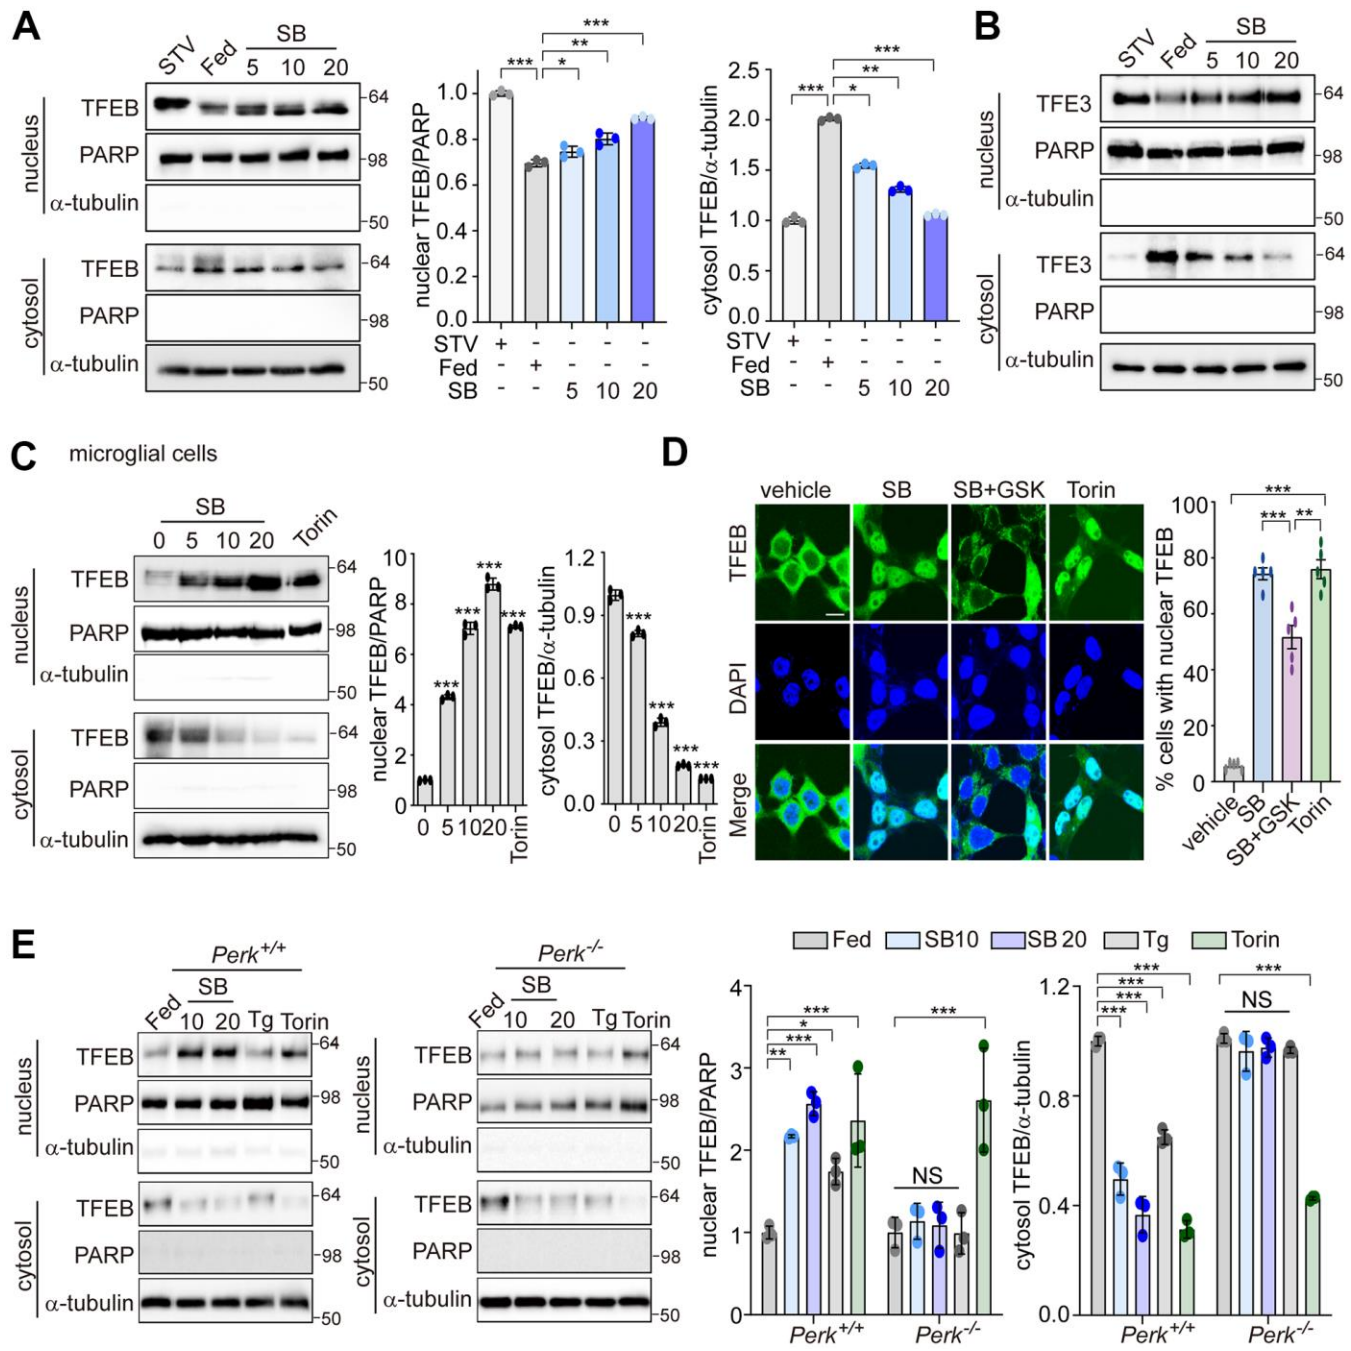 A
STV Fed SB
5 10 20
nucleus
TFEB 64
PARP 98
α-tubulin 50
cytosol
TFEB 64
PARP 98
α-tubulin 50
nuclear TFEB/PARP
1.0
0.8
0.6
0.4
0.2
0.0
*** * ** ***
STV + - - - -
Fed - + - - -
SB - - 5 10 20
cytosol TFEB/α-tubulin
2.5
2.0
1.5
1.0
0.5
0.0
*** * ** ***
+ - - - -
- + - - -
- - 5 10 20
B
STV Fed SB
5 10 20
nucleus
TFE3 64
PARP 98
α-tubulin 50
cytosol
TFE3 64
PARP 98
α-tubulin 50
C
microglial cells
SB
0 5 10 20 Torin
nucleus
TFEB 64
PARP 98
α-tubulin 50
cytosol
TFEB 64
PARP 98
α-tubulin 50
nuclear TFEB/PARP
10
8
6
4
2
0
*** *** *** ***
0 5 10 20 Torin
cytosol TFEB/α-tubulin
1.2
0.9
0.6
0.3
0.0
*** *** *** ***
0 5 10 20 Torin
D
vehicle SB SB+GSK Torin
TFEB
DAPI
Merge
% cells with nuclear TFEB
100
80
60
40
20
0
***
*** **
vehicle SB SB+GSK Torin
E
Perk+/+
SB
Fed 10 20 Tg Torin
nucleus
TFEB 64
PARP 98
α-tubulin 50
cytosol
TFEB 64
PARP 98
α-tubulin 50
Perk-/-
SB
Fed 10 20 Tg Torin
nucleus
TFEB 64
PARP 98
α-tubulin 50
cytosol
TFEB 64
PARP 98
α-tubulin 50
Fed SB10 SB 20 Tg Torin
nuclear TFEB/PARP
4
3
2
1
0
***
*
***
**
***
NS
Perk+/+ Perk-/-
cytosol TFEB/α-tubulin
1.2
0.8
0.4
0.0
***
***
***
***
***
NS
Perk+/+ Perk-/-